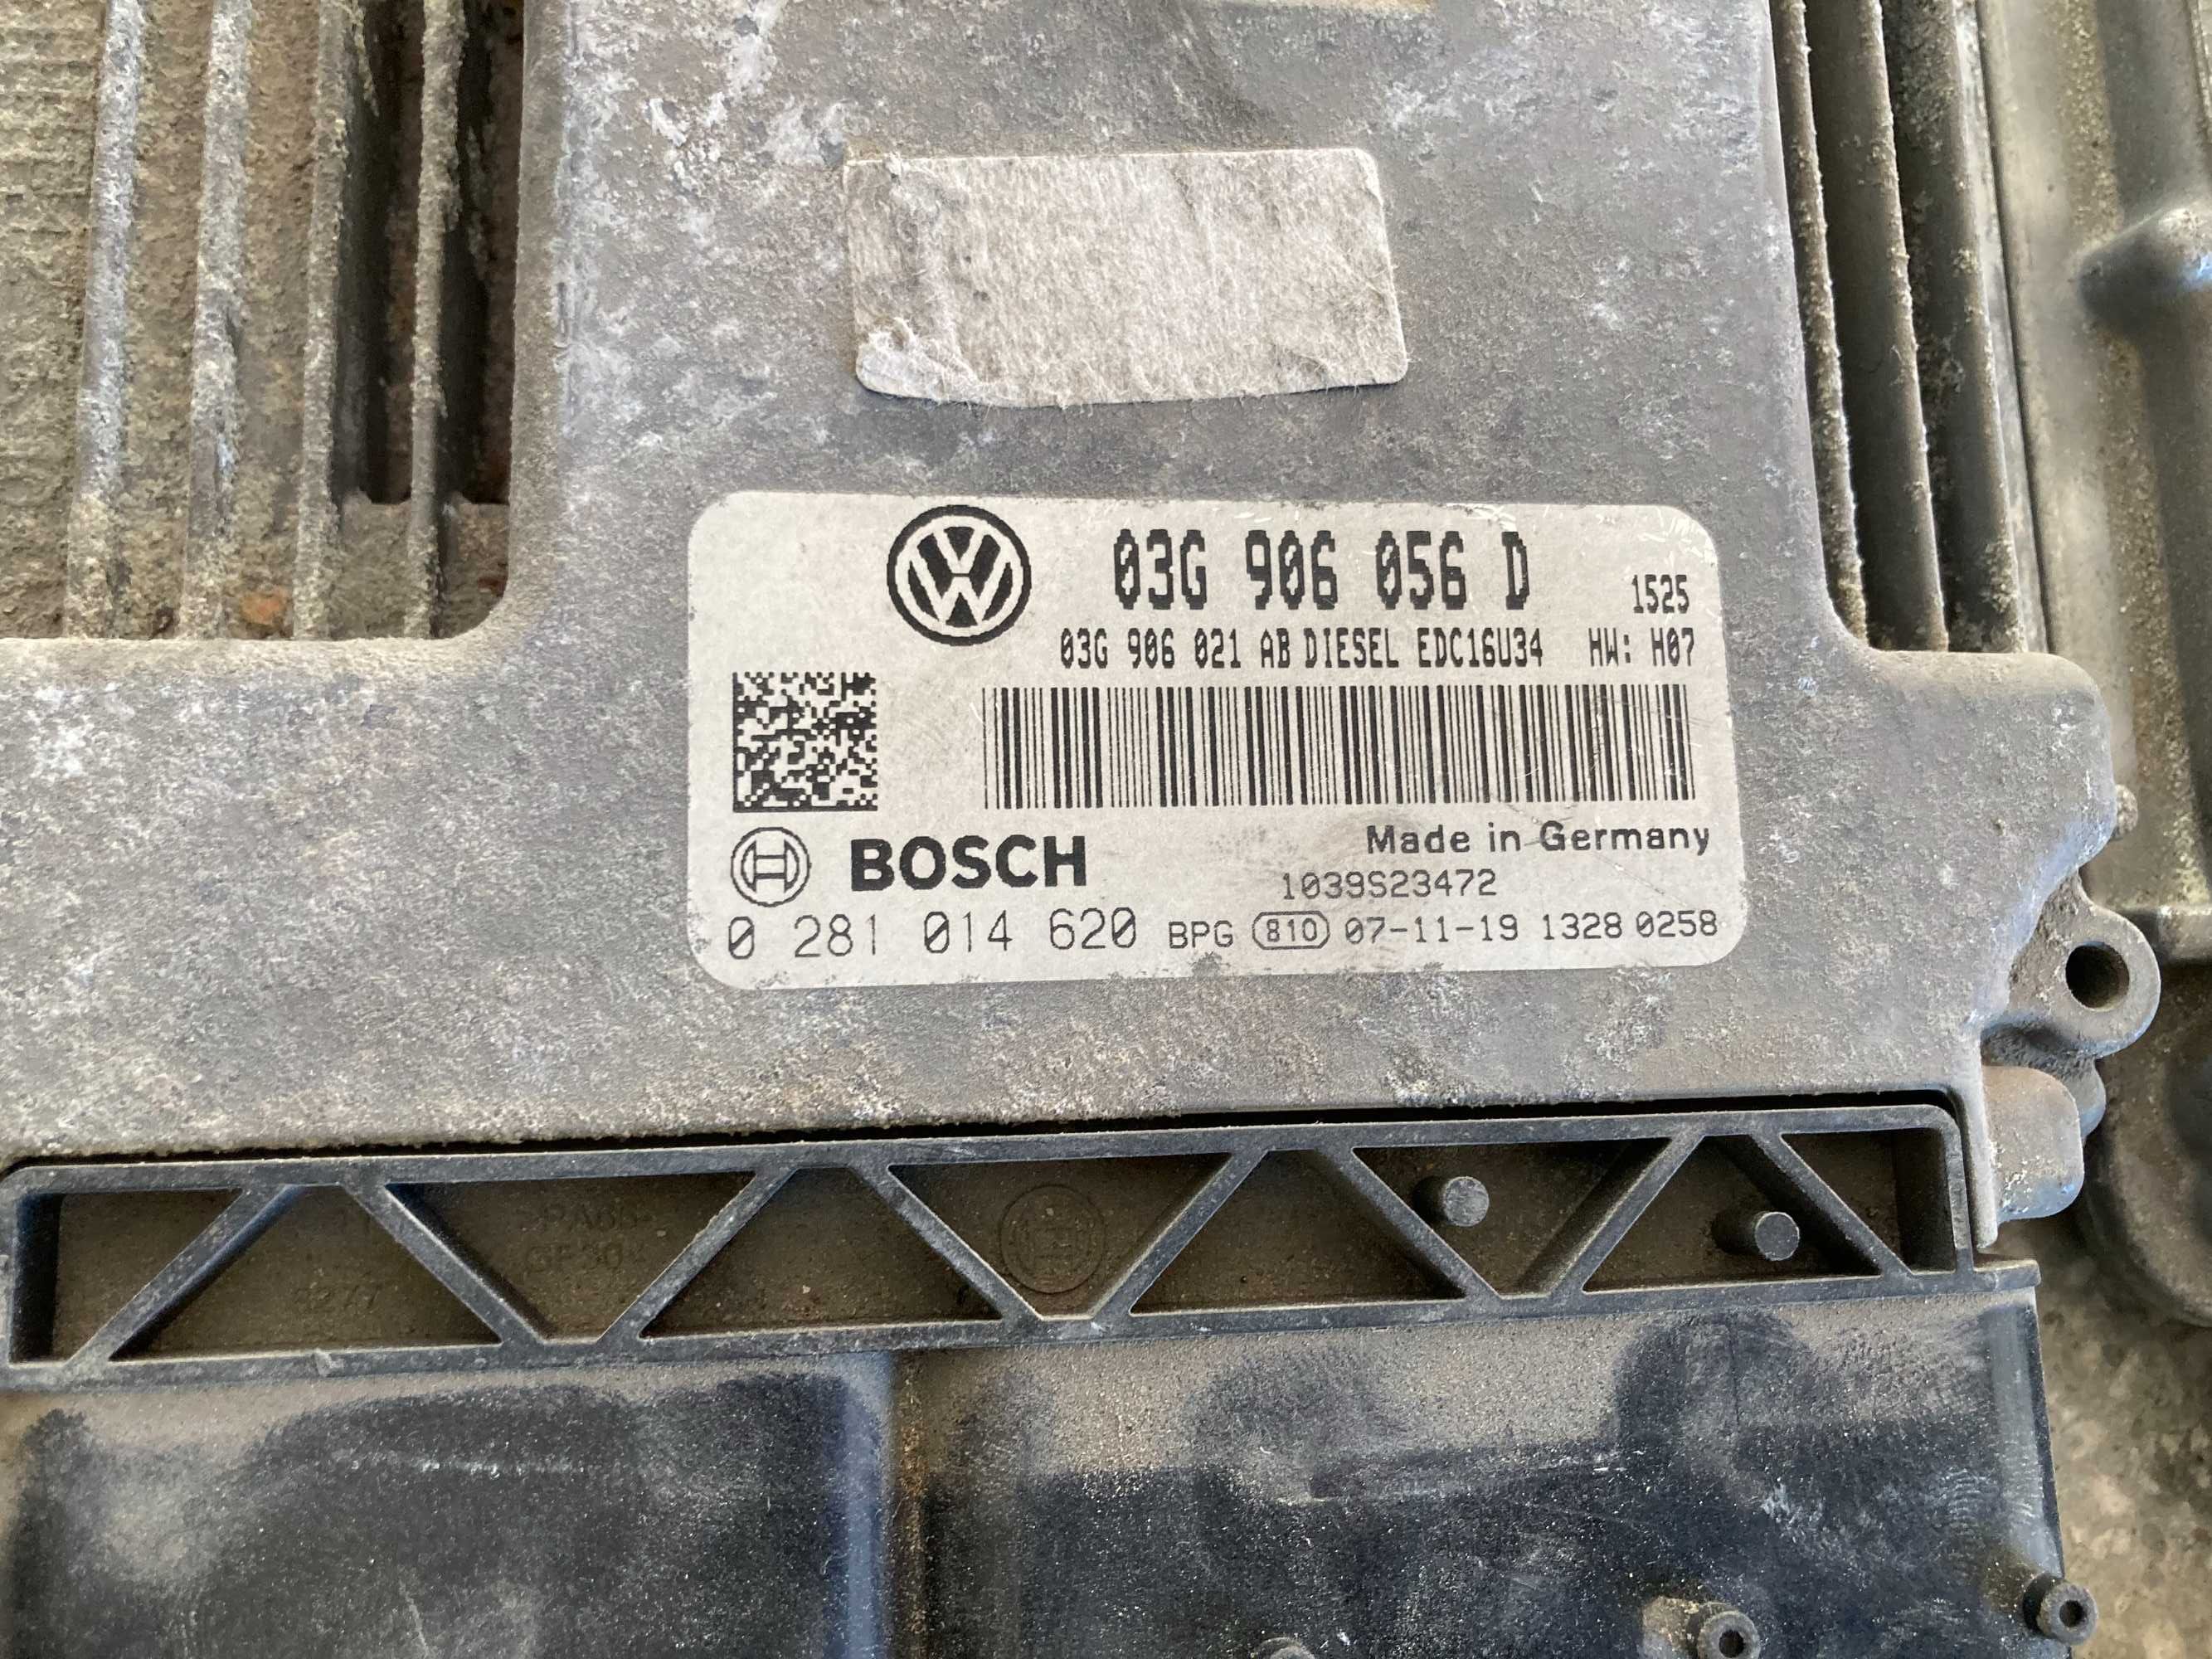 03G 906 056 D 1525
03G 906 021 AB DIESEL EDC16U34 HW: H07
BOSCH
Made in Germany
1039S23472
0 281 014 620 BPG 810 07-11-19 1328 0258